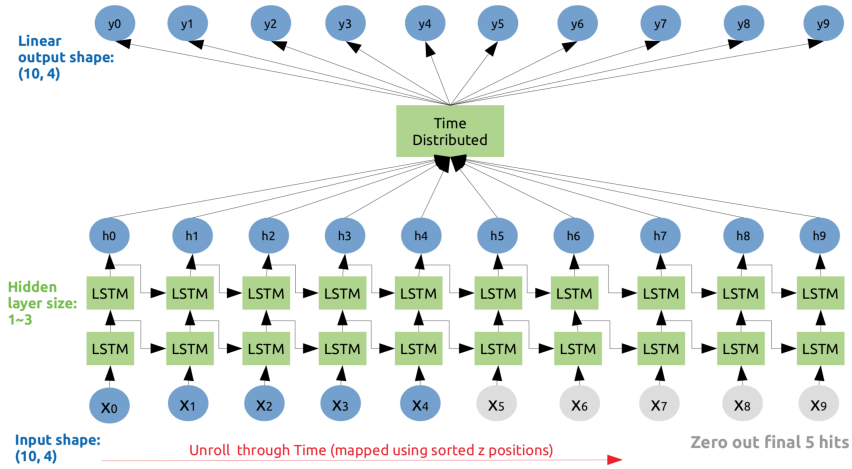 y0 y1 y2 y3 y4 y5 y6 y7 y8 y9
Linear
output shape:
(10, 4)
Time
Distributed
h0 h1 h2 h3 h4 h5 h6 h7 h8 h9
Hidden
layer size:
1~3
LSTM LSTM LSTM LSTM LSTM LSTM LSTM LSTM LSTM LSTM
LSTM LSTM LSTM LSTM LSTM LSTM LSTM LSTM LSTM LSTM
X0 X1 X2 X3 X4 X5 X6 X7 X8 X9
Input shape:
(10, 4)
Unroll through Time (mapped using sorted z positions)
Zero out final 5 hits